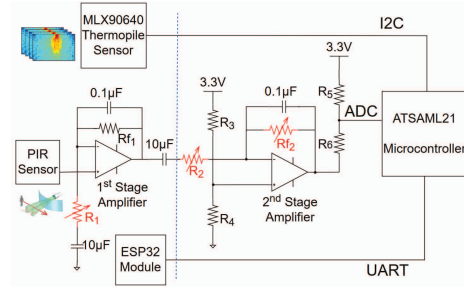 MLX90640
Thermopile
Sensor
I2C
3.3V
3.3V
0.1μF
0.1μF
R5
Rf1
R3
ADC
ATSAML21
Microcontroller
10μF
Rf2
R6
PIR
Sensor
R2
1st Stage
Amplifier
2nd Stage
Amplifier
R1
R4
10μF
ESP32
Module
UART